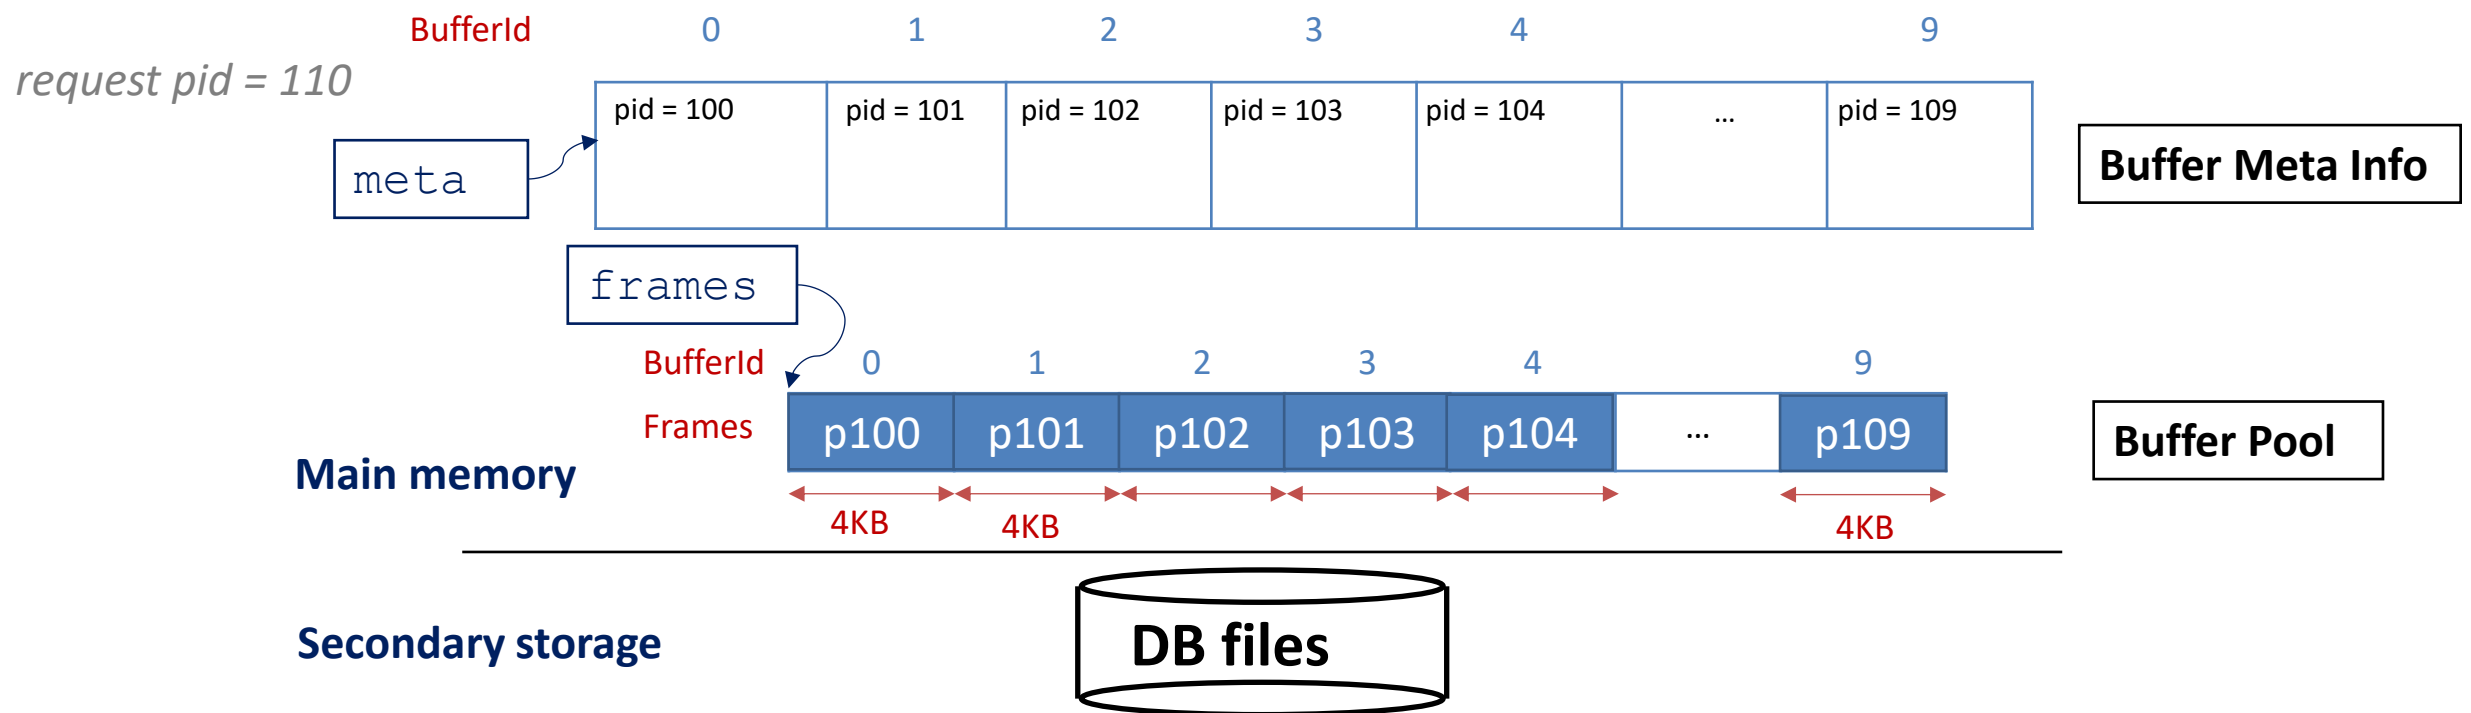 BufferId 0 1 2 3 4 9
request pid = 110
pid = 100 pid = 101 pid = 102 pid = 103 pid = 104 ... pid = 109
meta
Buffer Meta Info
frames
BufferId 0 1 2 3 4 9
Frames p100 p101 p102 p103 p104 ... p109
Buffer Pool
Main memory
4KB 4KB 4KB
Secondary storage
DB files